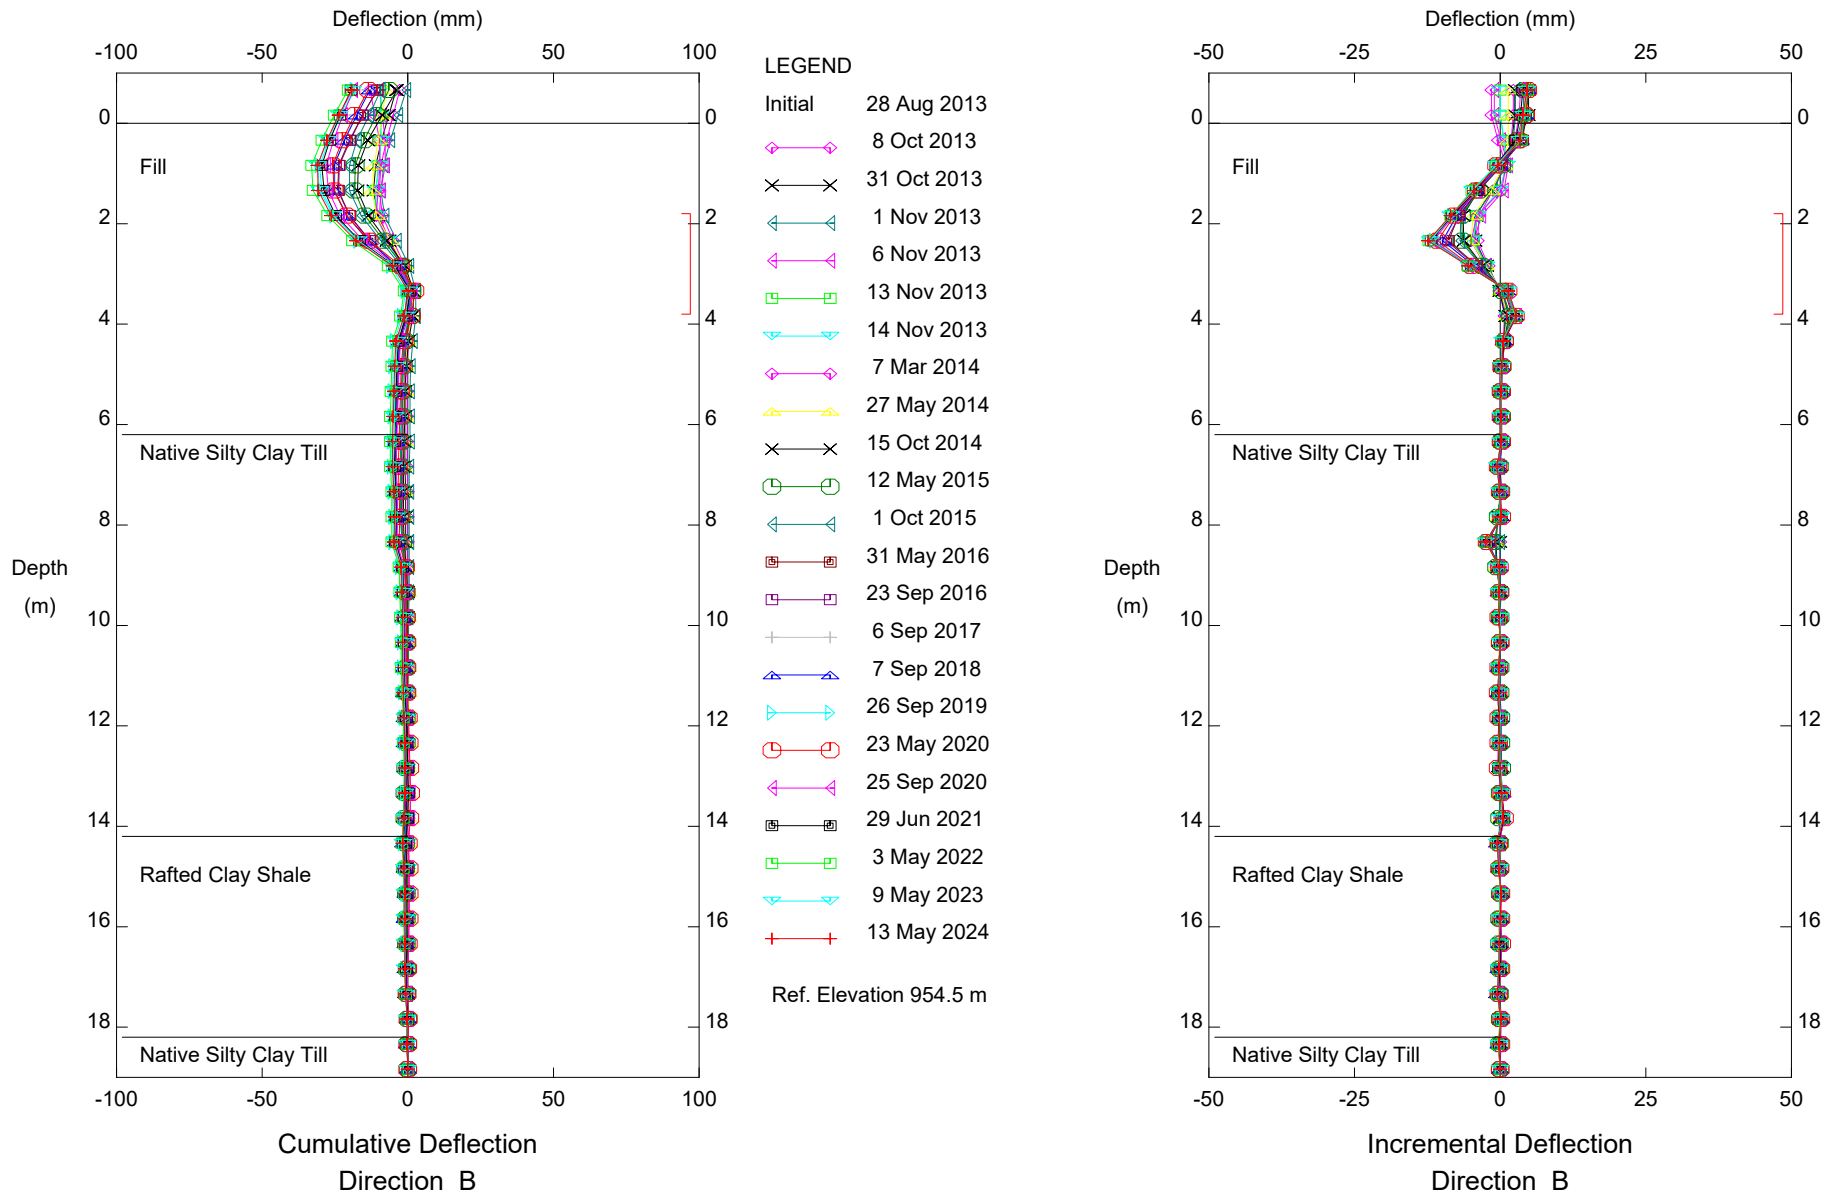 Deflection (mm)
-100 -50 0 50 100
0 0
2 2
4 4
6 6
8 8
10 10
12 12
14 14
16 16
18 18
Depth
(m)
Fill
Native Silty Clay Till
Rafted Clay Shale
Native Silty Clay Till
-100 -50 0 50 100
Cumulative Deflection
Direction B
LEGEND
Initial 28 Aug 2013
8 Oct 2013
31 Oct 2013
1 Nov 2013
6 Nov 2013
13 Nov 2013
14 Nov 2013
7 Mar 2014
27 May 2014
15 Oct 2014
12 May 2015
1 Oct 2015
31 May 2016
23 Sep 2016
6 Sep 2017
7 Sep 2018
26 Sep 2019
23 May 2020
25 Sep 2020
29 Jun 2021
3 May 2022
9 May 2023
13 May 2024
Ref. Elevation 954.5 m
Deflection (mm)
-50 -25 0 25 50
0 0
2 2
4 4
6 6
8 8
10 10
12 12
14 14
16 16
18 18
Depth
(m)
Fill
Native Silty Clay Till
Rafted Clay Shale
Native Silty Clay Till
-50 -25 0 25 50
Incremental Deflection
Direction B